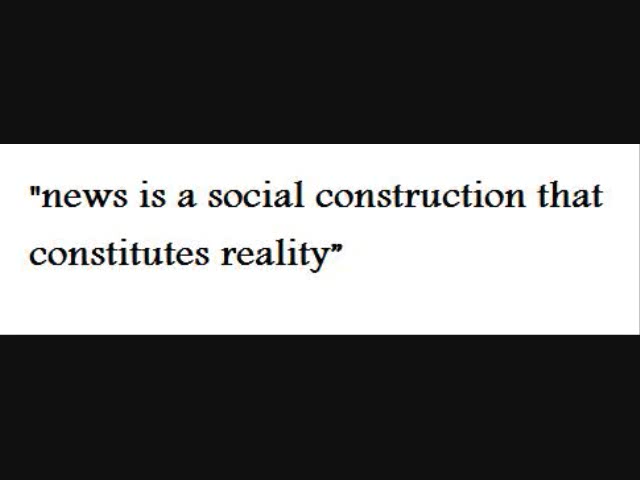 "news is a social construction that
constitutes reality”